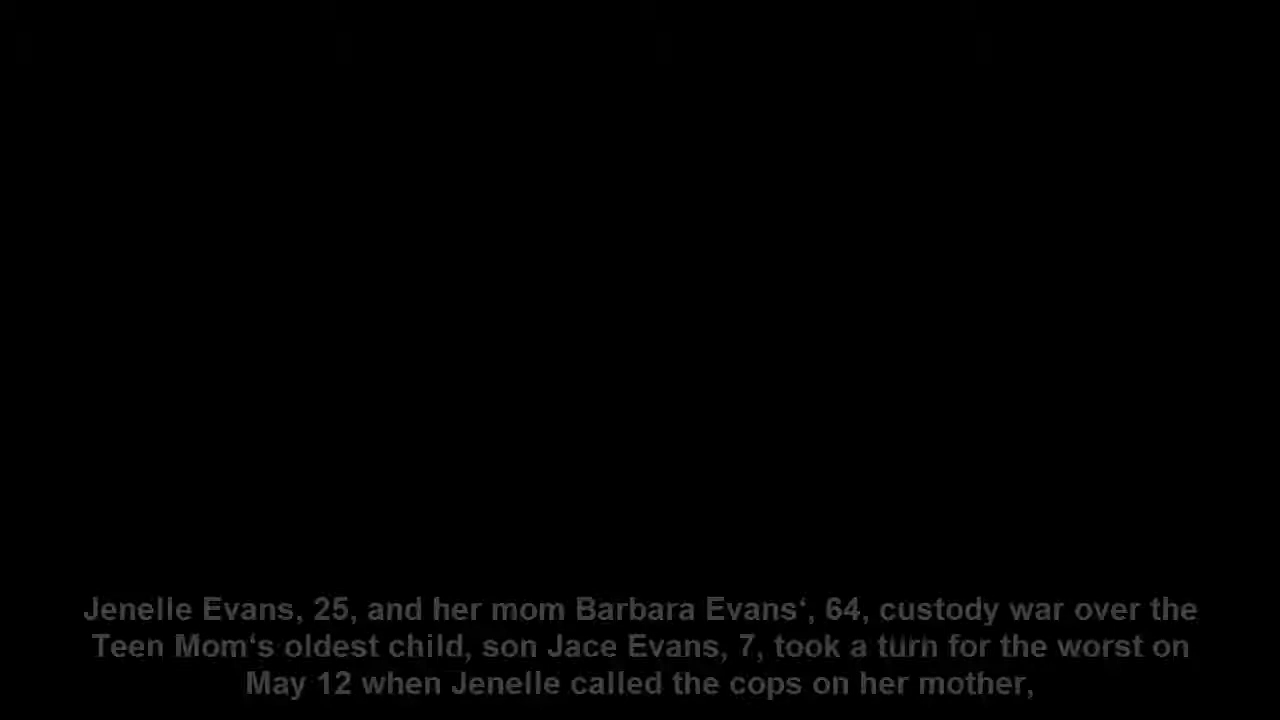 Jenelle Evans, 25, and her mom Barbara Evans‘, 64, custody war over the
Teen Mom‘s oldest child, son Jace Evans, 7, took a turn for the worst on
May 12 when Jenelle called the cops on her mother,